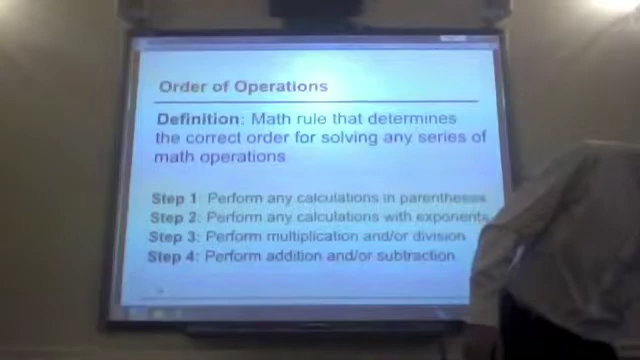 Order of Operations
Definition: Math rule that determines
the correct order for solving any series of
math operations
Step 1: Perform any calculations in parentheses
Step 2: Perform any calculations with exponents
Step 3: Perform multiplication and/or division
Step 4: Perform addition and/or subtraction